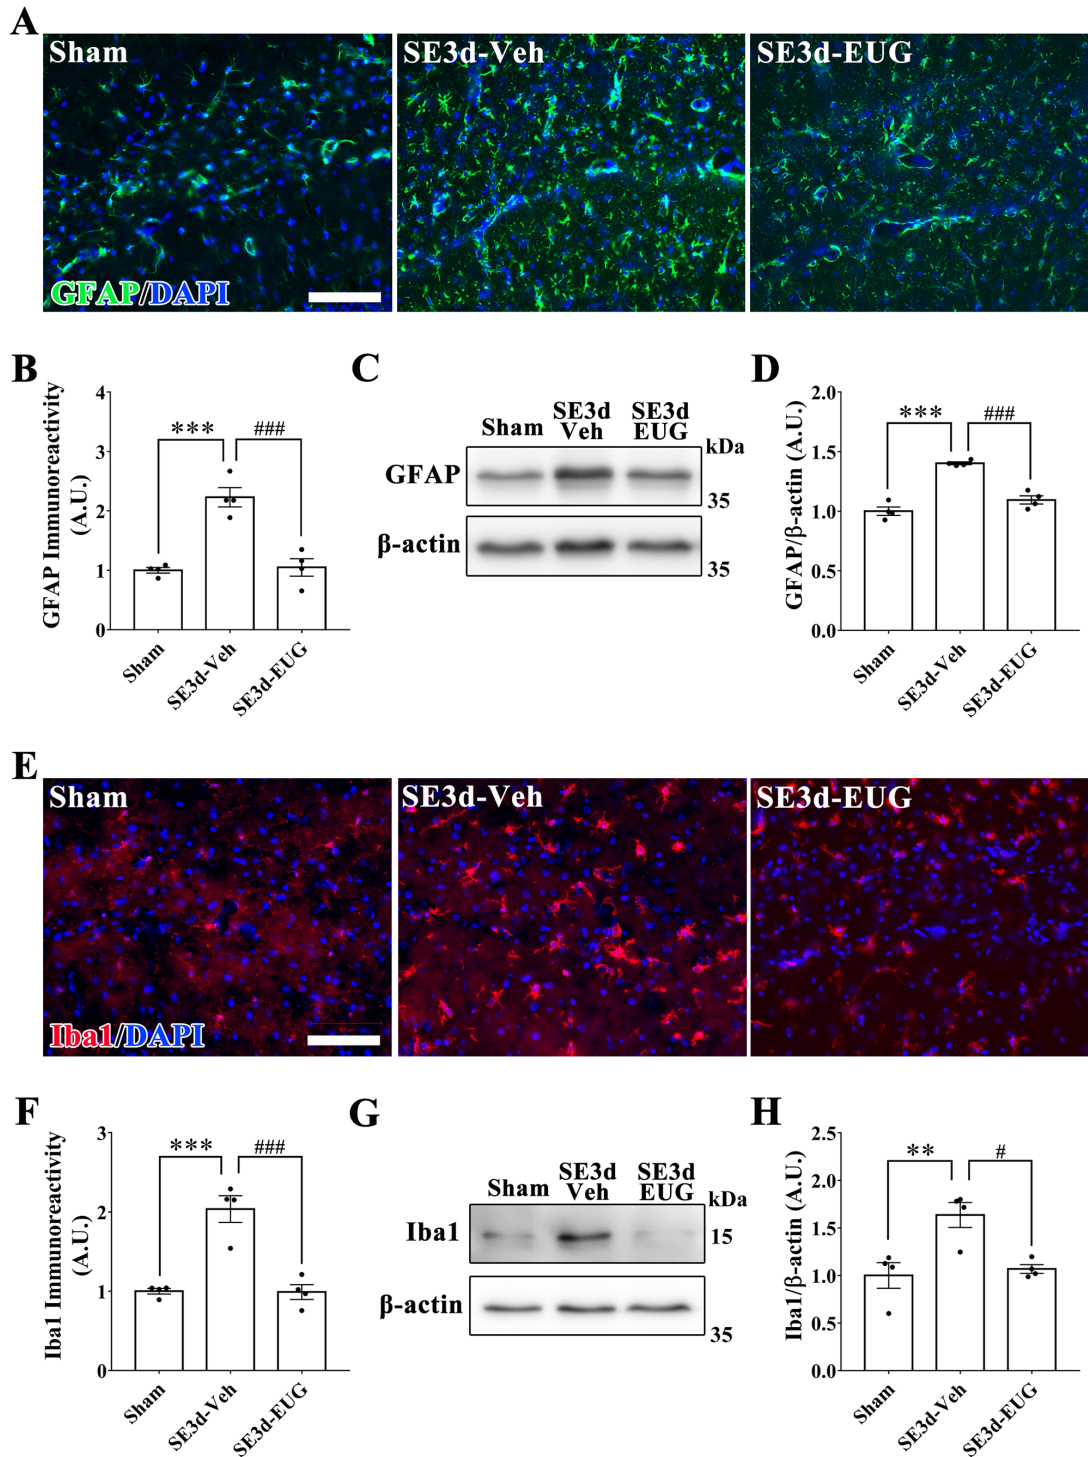 A
Sham
SE3d-Veh
SE3d-EUG
GFAP/DAPI
B
GFAP Immunoreactivity
(A.U.)
4
3
2
1
0
***
###
Sham
SE3d-Veh
SE3d-EUG
C
Sham
SE3d
Veh
SE3d
EUG
kDa
GFAP
35
β-actin
35
D
GFAP/β-actin (A.U.)
2.0
1.5
1.0
0.5
0.0
***
###
Sham
SE3d-Veh
SE3d-EUG
E
Sham
SE3d-Veh
SE3d-EUG
Iba1/DAPI
F
Iba1 Immunoreactivity
(A.U.)
3
2
1
0
***
###
Sham
SE3d-Veh
SE3d-EUG
G
Sham
SE3d
Veh
SE3d
EUG
kDa
Iba1
15
β-actin
35
H
Iba1/β-actin (A.U.)
2.5
2.0
1.5
1.0
0.5
0.0
**
#
Sham
SE3d-Veh
SE3d-EUG